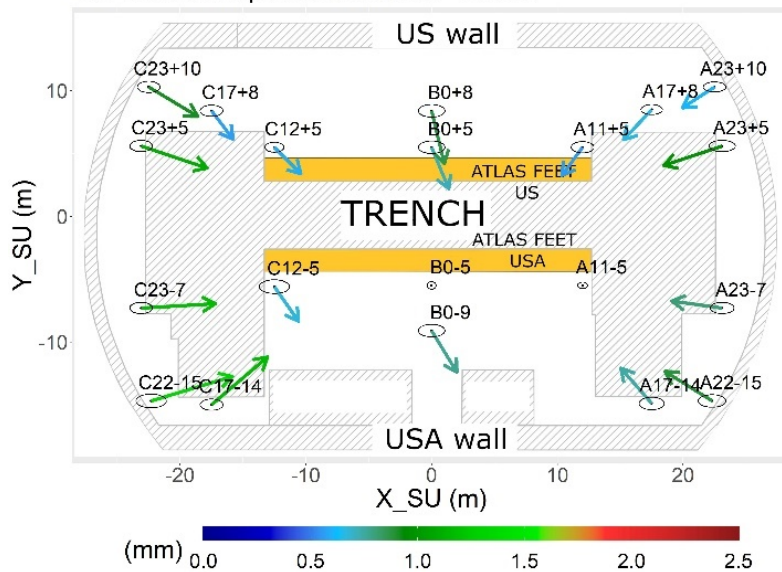 US wall
C23+10
C17+8
B0+8
A17+8
A23+10
C23+5
C12+5
B0+5
A11+5
A23+5
ATLAS FEET
US
TRENCH
ATLAS FEET
USA
C12-5
B0-5
A11-5
C23-7
B0-9
A23-7
C22-15
C17-14
A17-14
A22-15
USA wall
10
0
-10
Y_SU (m)
-20
-10
0
10
20
X_SU (m)
(mm)
0.0
0.5
1.0
1.5
2.0
2.5